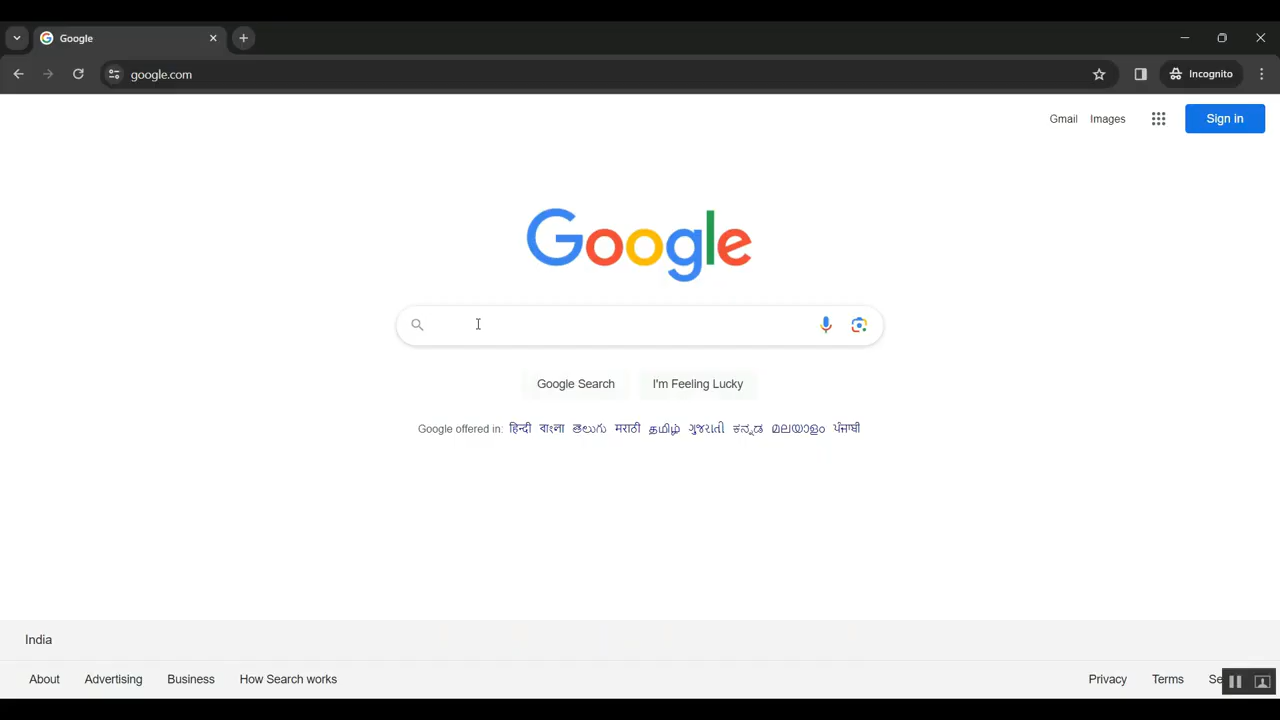 Google
google.com
Incognito
Gmail Images Sign in
Google
Google Search I'm Feeling Lucky
Google offered in: हिन्दी বাংলা తెలుగు मराठी தமிழ் ગુજરાતી ಕನ್ನಡ മലയാളം ਪੰਜਾਬੀ
India
About Advertising Business How Search works Privacy Terms Se